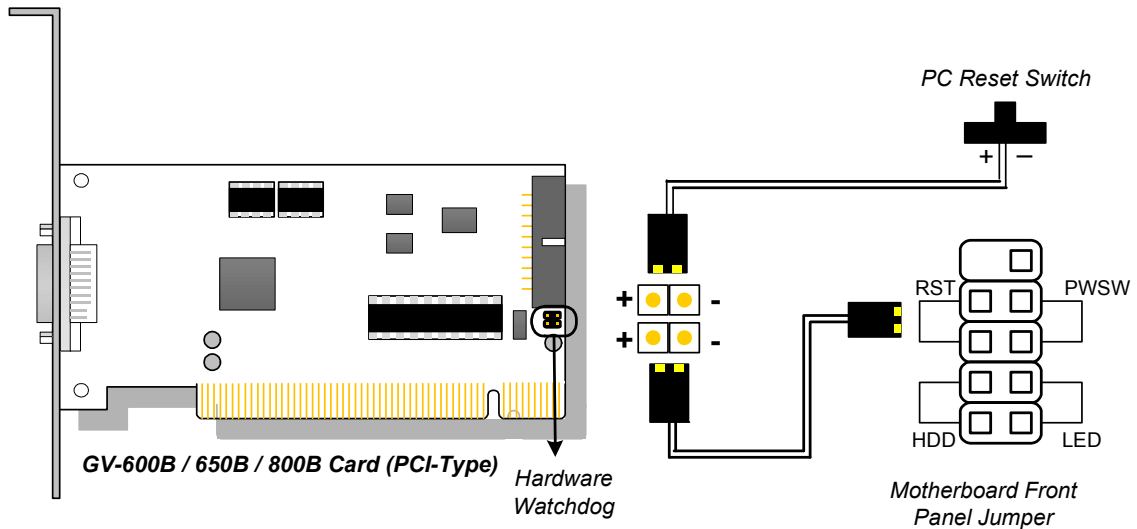 PC Reset Switch
+ −
+ -
+ -
RST PWSW
HDD LED
GV-600B / 650B / 800B Card (PCI-Type)
Hardware
Watchdog
Motherboard Front
Panel Jumper